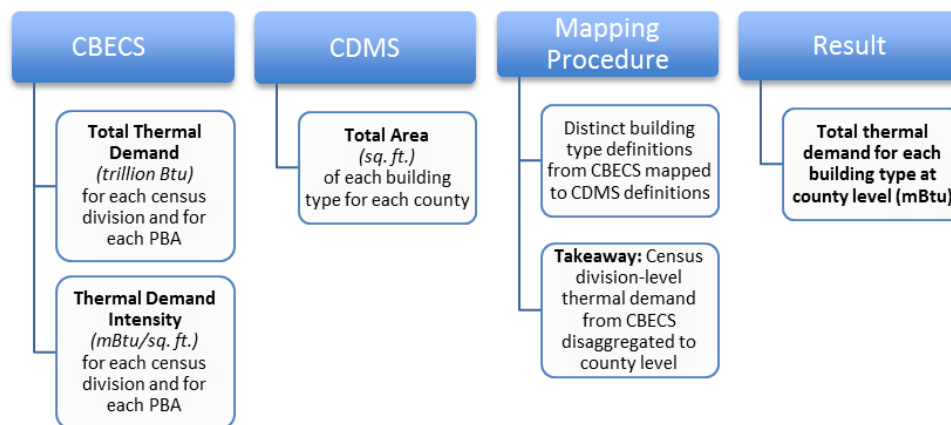 CBECS
Total Thermal
Demand
(trillion Btu)
for each census
division and for
each PBA
Thermal Demand
Intensity
(mBtu/sq. ft.)
for each census
division and for
each PBA
CDMS
Total Area
(sq. ft.)
of each building
type for each county
Mapping
Procedure
Distinct building
type definitions
from CBECS mapped
to CDMS definitions
Takeaway: Census
division-level
thermal demand
from CBECS
disaggregated to
county level
Result
Total thermal
demand for each
building type at
county level (mBtu)